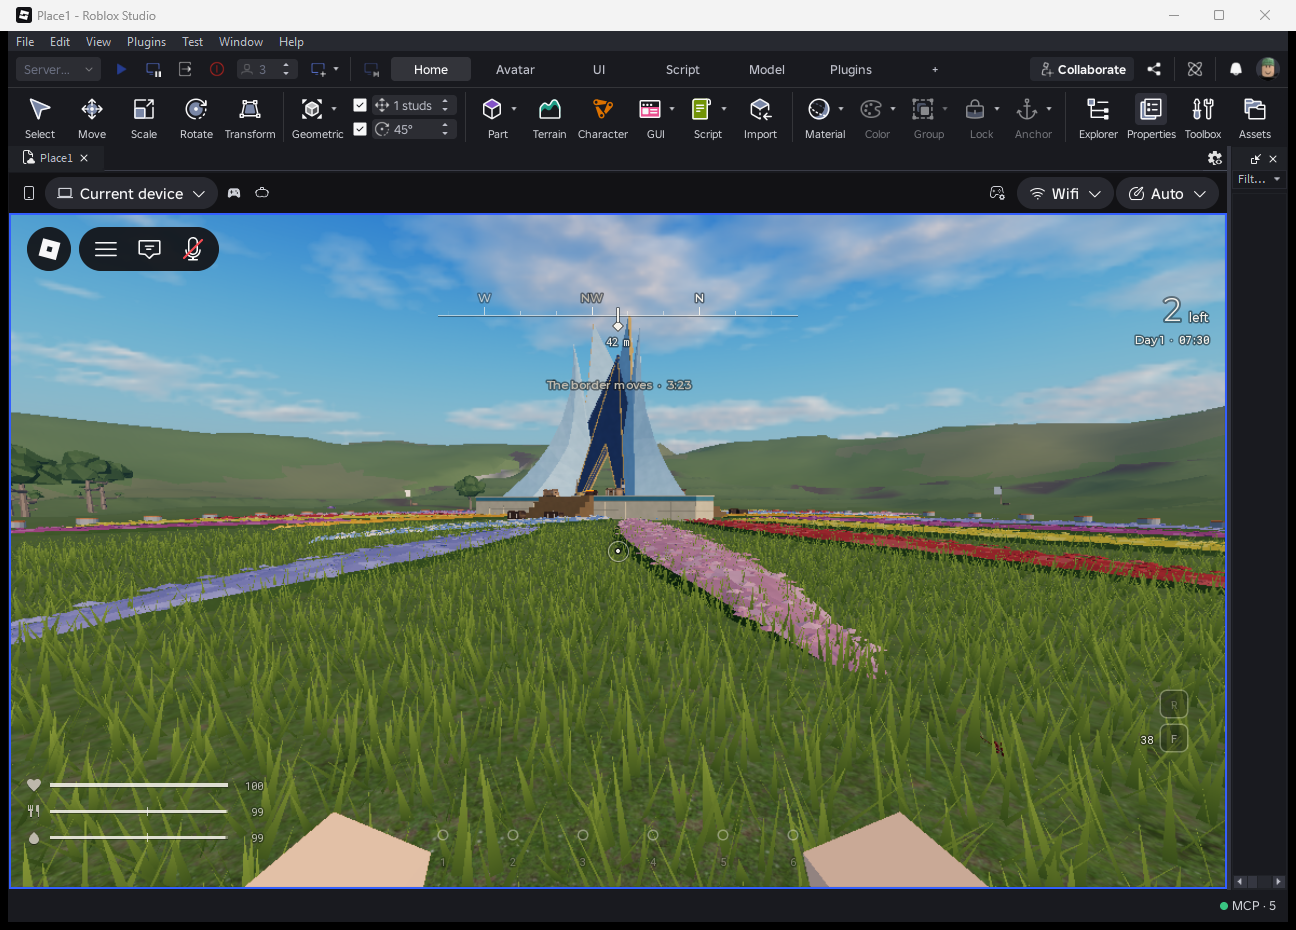 Place1 - Roblox Studio
File Edit View Plugins Test Window Help
Server... 3 Home Avatar UI Script Model Plugins + Collaborate
1 studs
45°
Select Move Scale Rotate Transform Geometric Part Terrain Character GUI Script Import Material Color Group Lock Anchor Explorer Properties Toolbox Assets
Place1
Filt...
Current device Wifi Auto
W NW N
42 m
2 left
Day1 · 07:30
The border moves · 3:23
R
38 F
100
99
99
1 2 3 4 5 6
MCP · 5